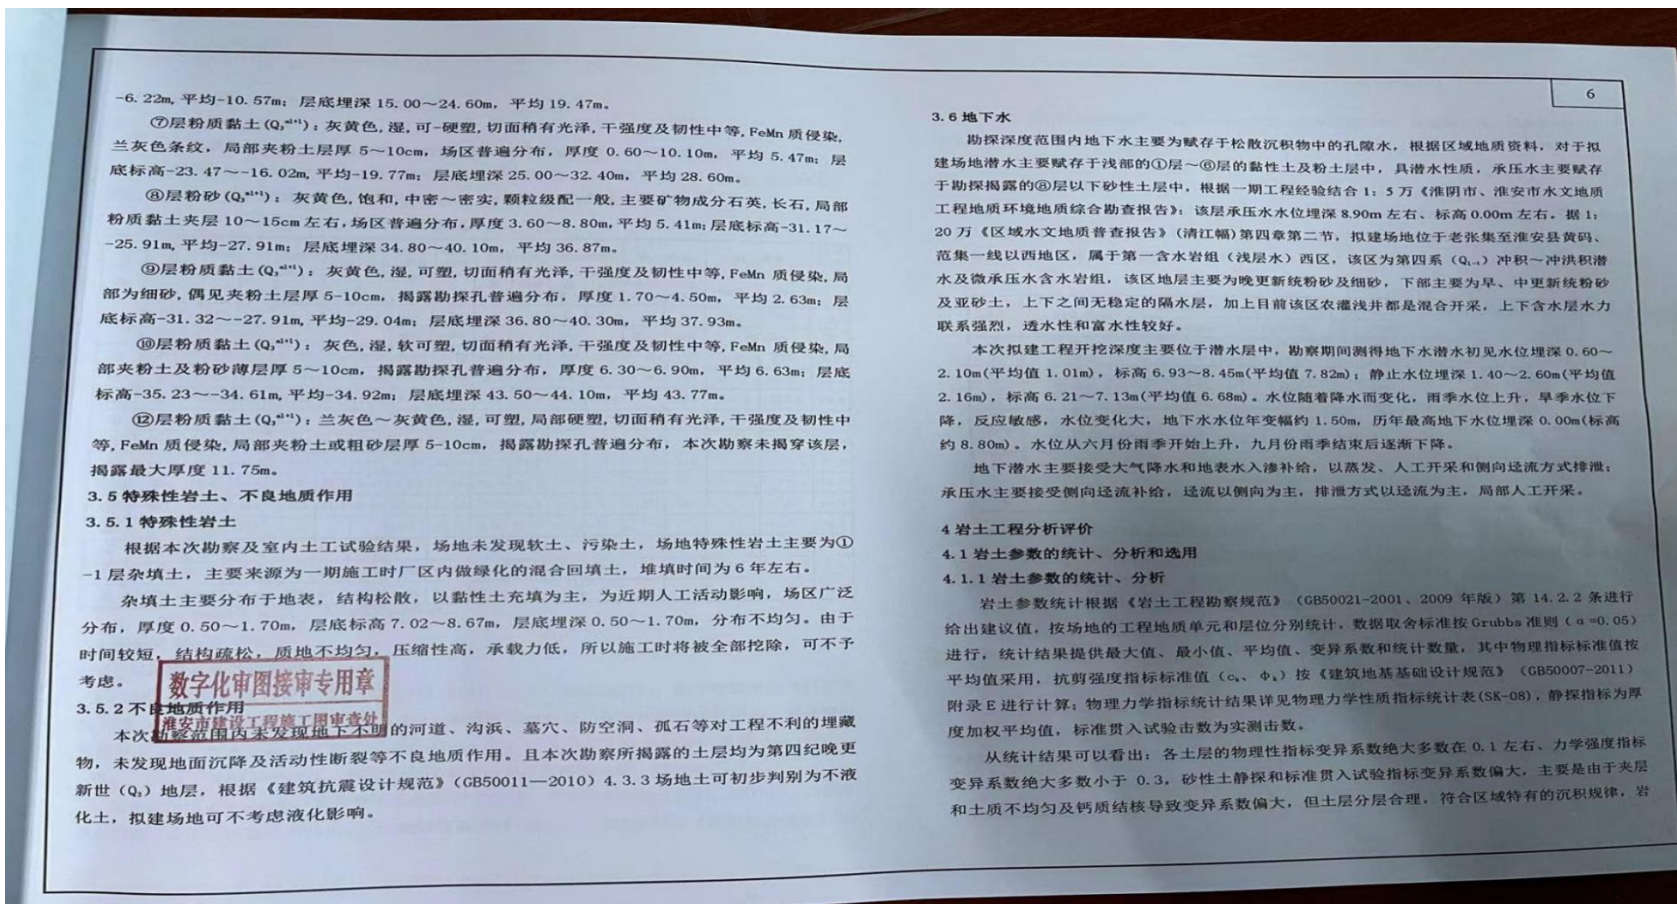 -6.22m,平均-10.57m；层底埋深15.00～24.60m，平均19.47m。
⑦层粉质黏土(Q₃ᵃˡ⁺ˡ)：灰黄色,湿,可-硬塑,切面稍有光泽,干强度及韧性中等,FeMn质侵染,
兰灰色条纹，局部夹粉土层厚5～10cm，场区普遍分布，厚度0.60～10.10m，平均5.47m；层
底标高-23.47～-16.02m,平均-19.77m；层底埋深25.00～32.40m，平均28.60m。
⑧层粉砂(Q₃ᵃˡ⁺ˡ)：灰黄色,饱和,中密～密实,颗粒级配一般,主要矿物成分石英,长石,局部
粉质黏土夹层10～15cm左右,场区普遍分布,厚度3.60～8.80m,平均5.41m;层底标高-31.17～
-25.91m,平均-27.91m；层底埋深34.80～40.10m，平均36.87m。
⑨层粉质黏土(Q₃ᵃˡ⁺ˡ)：灰黄色,湿,可塑,切面稍有光泽,干强度及韧性中等,FeMn质侵染,局
部为细砂,偶见夹粉土层厚5-10cm，揭露勘探孔普遍分布，厚度1.70～4.50m，平均2.63m；层
底标高-31.32～-27.91m,平均-29.04m；层底埋深36.80～40.30m，平均37.93m。
⑩层粉质黏土(Q₃ᵃˡ⁺ˡ)：灰色,湿,软可塑,切面稍有光泽,干强度及韧性中等,FeMn质侵染,局
部夹粉土及粉砂薄层厚5～10cm，揭露勘探孔普遍分布，厚度6.30～6.90m，平均6.63m；层底
标高-35.23～-34.61m,平均-34.92m；层底埋深43.50～44.10m，平均43.77m。
⑫层粉质黏土(Q₃ᵃˡ⁺ˡ)：兰灰色～灰黄色,湿,可塑,局部硬塑,切面稍有光泽,干强度及韧性中
等,FeMn质侵染,局部夹粉土或粗砂层厚5-10cm，揭露勘探孔普遍分布，本次勘察未揭穿该层，
揭露最大厚度11.75m。
3.5特殊性岩土、不良地质作用
3.5.1特殊性岩土
根据本次勘察及室内土工试验结果，场地未发现软土、污染土，场地特殊性岩土主要为①
-1层杂填土，主要来源为一期施工时厂区内做绿化的混合回填土，堆填时间为6年左右。
杂填土主要分布于地表，结构松散，以黏性土充填为主，为近期人工活动影响，场区广泛
分布，厚度0.50～1.70m，层底标高7.02～8.67m，层底埋深0.50～1.70m，分布不均匀。由于
时间较短，结构疏松，质地不均匀，压缩性高，承载力低，所以施工时将被全部挖除，可不予
考虑。
数字化审图接审专用章
3.5.2不良地质作用
淮安市建设工程施工图审查处
本次勘察范围内未发现地下不明的河道、沟浜、墓穴、防空洞、孤石等对工程不利的埋藏
物，未发现地面沉降及活动性断裂等不良地质作用。且本次勘察所揭露的土层均为第四纪晚更
新世(Q₃)地层，根据《建筑抗震设计规范》(GB50011—2010)4.3.3场地土可初步判别为不液
化土，拟建场地可不考虑液化影响。
6
3.6地下水
勘探深度范围内地下水主要为赋存于松散沉积物中的孔隙水，根据区域地质资料，对于拟
建场地潜水主要赋存于浅部的①层～⑥层的黏性土及粉土层中，具潜水性质，承压水主要赋存
于勘探揭露的⑧层以下砂性土层中，根据一期工程经验结合1：5万《淮阴市、淮安市水文地质
工程地质环境地质综合勘查报告》；该层承压水水位埋深8.90m左右、标高0.00m左右。据1：
20万《区域水文地质普查报告》(清江幅)第四章第二节，拟建场地位于老张集至淮安县黄码、
范集一线以西地区，属于第一含水岩组（浅层水）西区，该区为第四系（Q₁₋₄）冲积～冲洪积潜
水及微承压水含水岩组，该区地层主要为晚更新统粉砂及细砂，下部主要为早、中更新统粉砂
及亚砂土，上下之间无稳定的隔水层，加上目前该区农灌浅井都是混合开采，上下含水层水力
联系强烈，透水性和富水性较好。
本次拟建工程开挖深度主要位于潜水层中，勘察期间测得地下水潜水初见水位埋深0.60～
2.10m(平均值1.01m)，标高6.93～8.45m(平均值7.82m)；静止水位埋深1.40～2.60m(平均值
2.16m)，标高6.21～7.13m(平均值6.68m)。水位随着降水而变化，雨季水位上升，旱季水位下
降，反应敏感，水位变化大，地下水水位年变幅约1.50m，历年最高地下水位埋深0.00m(标高
约8.80m)。水位从六月份雨季开始上升，九月份雨季结束后逐渐下降。
地下潜水主要接受大气降水和地表水入渗补给，以蒸发、人工开采和侧向迳流方式排泄；
承压水主要接受侧向迳流补给，迳流以侧向为主，排泄方式以迳流为主，局部人工开采。
4岩土工程分析评价
4.1岩土参数的统计、分析和选用
4.1.1岩土参数的统计、分析
岩土参数统计根据《岩土工程勘察规范》（GB50021-2001、2009年版）第14.2.2条进行
给出建议值，按场地的工程地质单元和层位分别统计，数据取舍标准按Grubbs准则（α=0.05）
进行，统计结果提供最大值、最小值、平均值、变异系数和统计数量，其中物理指标标准值按
平均值采用，抗剪强度指标标准值（cₖ、Φₖ）按《建筑地基基础设计规范》（GB50007-2011）
附录E进行计算；物理力学指标统计结果详见物理力学性质指标统计表(SK-08)，静探指标为厚
度加权平均值，标准贯入试验击数为实测击数。
从统计结果可以看出：各土层的物理性指标变异系数绝大多数在0.1左右、力学强度指标
变异系数绝大多数小于0.3，砂性土静探和标准贯入试验指标变异系数偏大，主要是由于夹层
和土质不均匀及钙质结核导致变异系数偏大，但土层分层合理，符合区域特有的沉积规律，岩